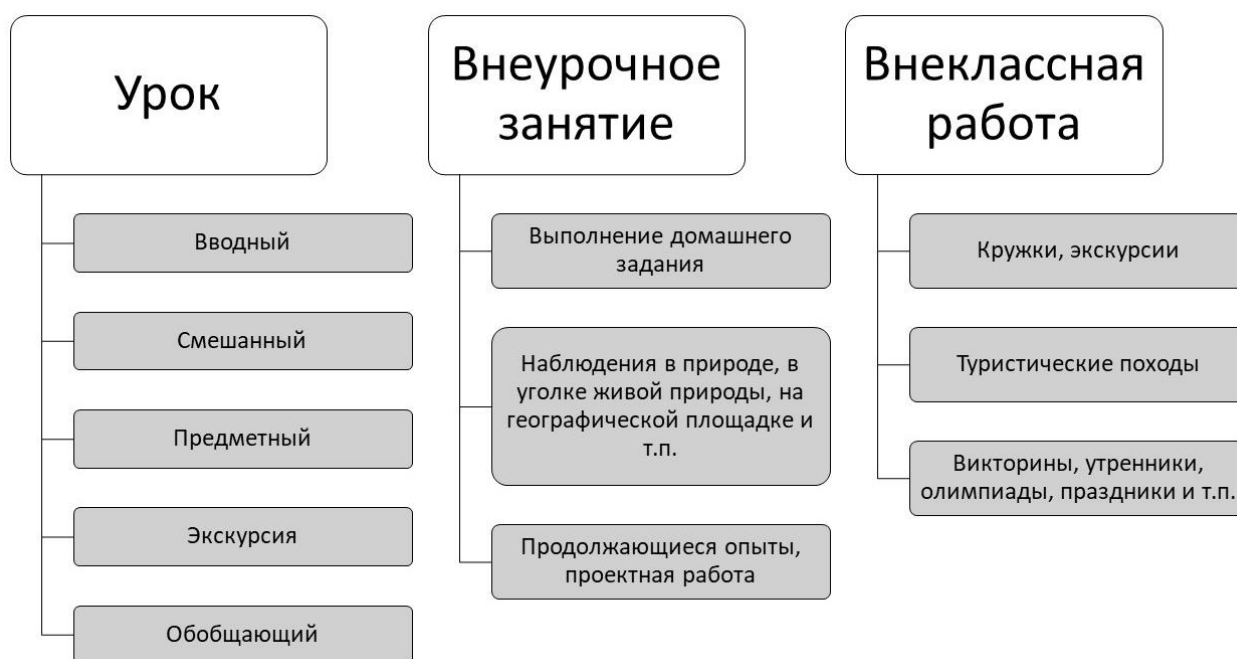 Урок
Вводный
Смешанный
Предметный
Экскурсия
Обобщающий
Внеурочное
занятие
Выполнение домашнего
задания
Наблюдения в природе, в
уголке живой природы, на
географической площадке и
т.п.
Продолжающиеся опыты,
проектная работа
Внеклассная
работа
Кружки, экскурсии
Туристические походы
Викторины, утренники,
олимпиады, праздники и т.п.